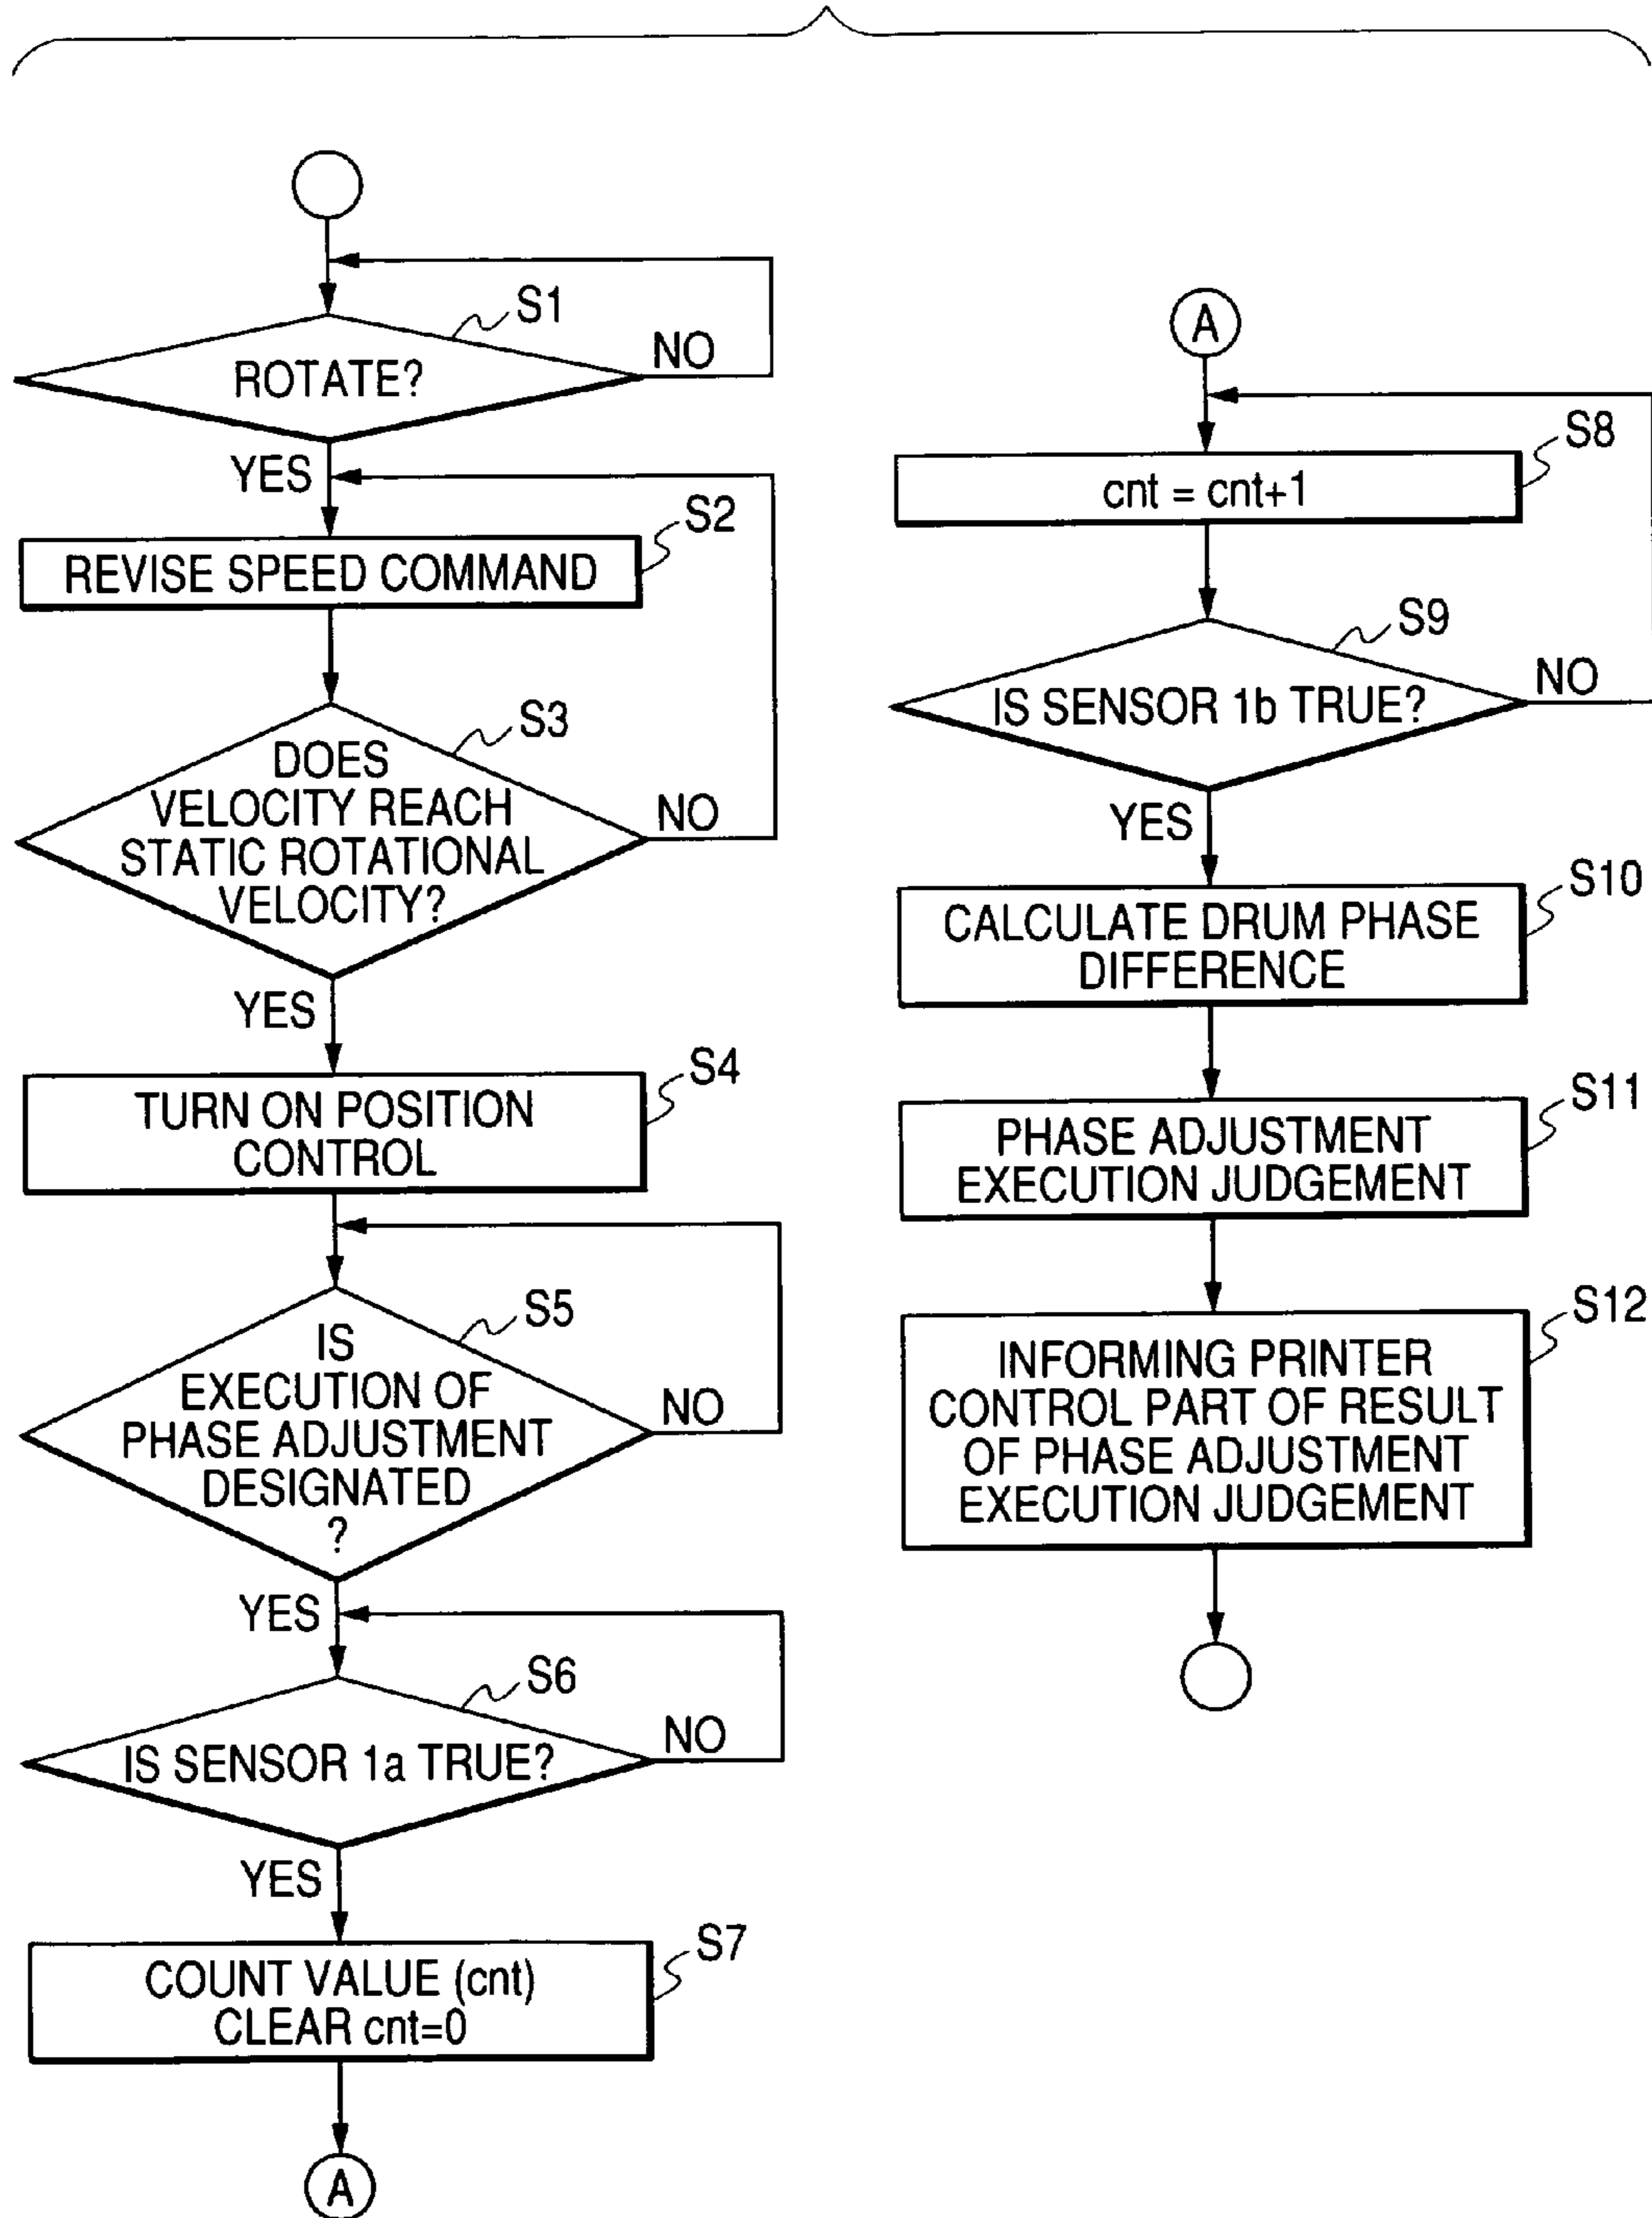 S1
ROTATE?
NO
YES
S2
REVISE SPEED COMMAND
S3
DOES
VELOCITY REACH
STATIC ROTATIONAL
VELOCITY?
NO
YES
S4
TURN ON POSITION
CONTROL
S5
IS
EXECUTION OF
PHASE ADJUSTMENT
DESIGNATED
?
NO
YES
S6
IS SENSOR 1a TRUE?
NO
YES
S7
COUNT VALUE (cnt)
CLEAR cnt=0
A
A
S8
cnt = cnt+1
S9
IS SENSOR 1b TRUE?
NO
YES
S10
CALCULATE DRUM PHASE
DIFFERENCE
S11
PHASE ADJUSTMENT
EXECUTION JUDGEMENT
S12
INFORMING PRINTER
CONTROL PART OF RESULT
OF PHASE ADJUSTMENT
EXECUTION JUDGEMENT